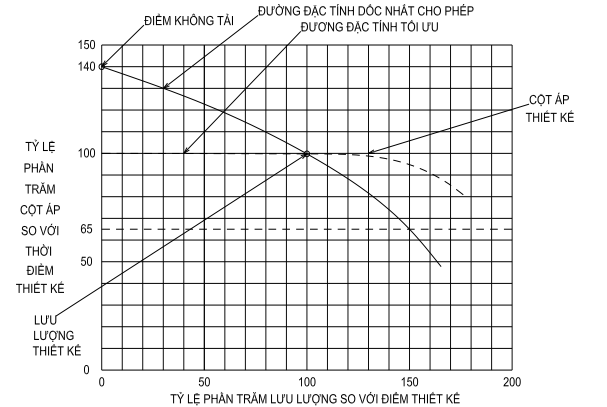 ĐIỂM KHÔNG TẢI
ĐƯỜNG ĐẶC TÍNH DỐC NHẤT CHO PHÉP
ĐƯƠNG ĐẶC TÍNH TỐI ƯU
150
140
CỘT ÁP
THIẾT KẾ
TỶ LỆ
PHẦN
TRĂM
CỘT ÁP
SO VỚI
THỜI
ĐIỂM
THIẾT KẾ
100
65
50
0
LƯU
LƯỢNG
THIẾT KẾ
0 50 100 150 200
TỶ LỆ PHẦN TRĂM LƯU LƯỢNG SO VỚI ĐIỂM THIẾT KẾ